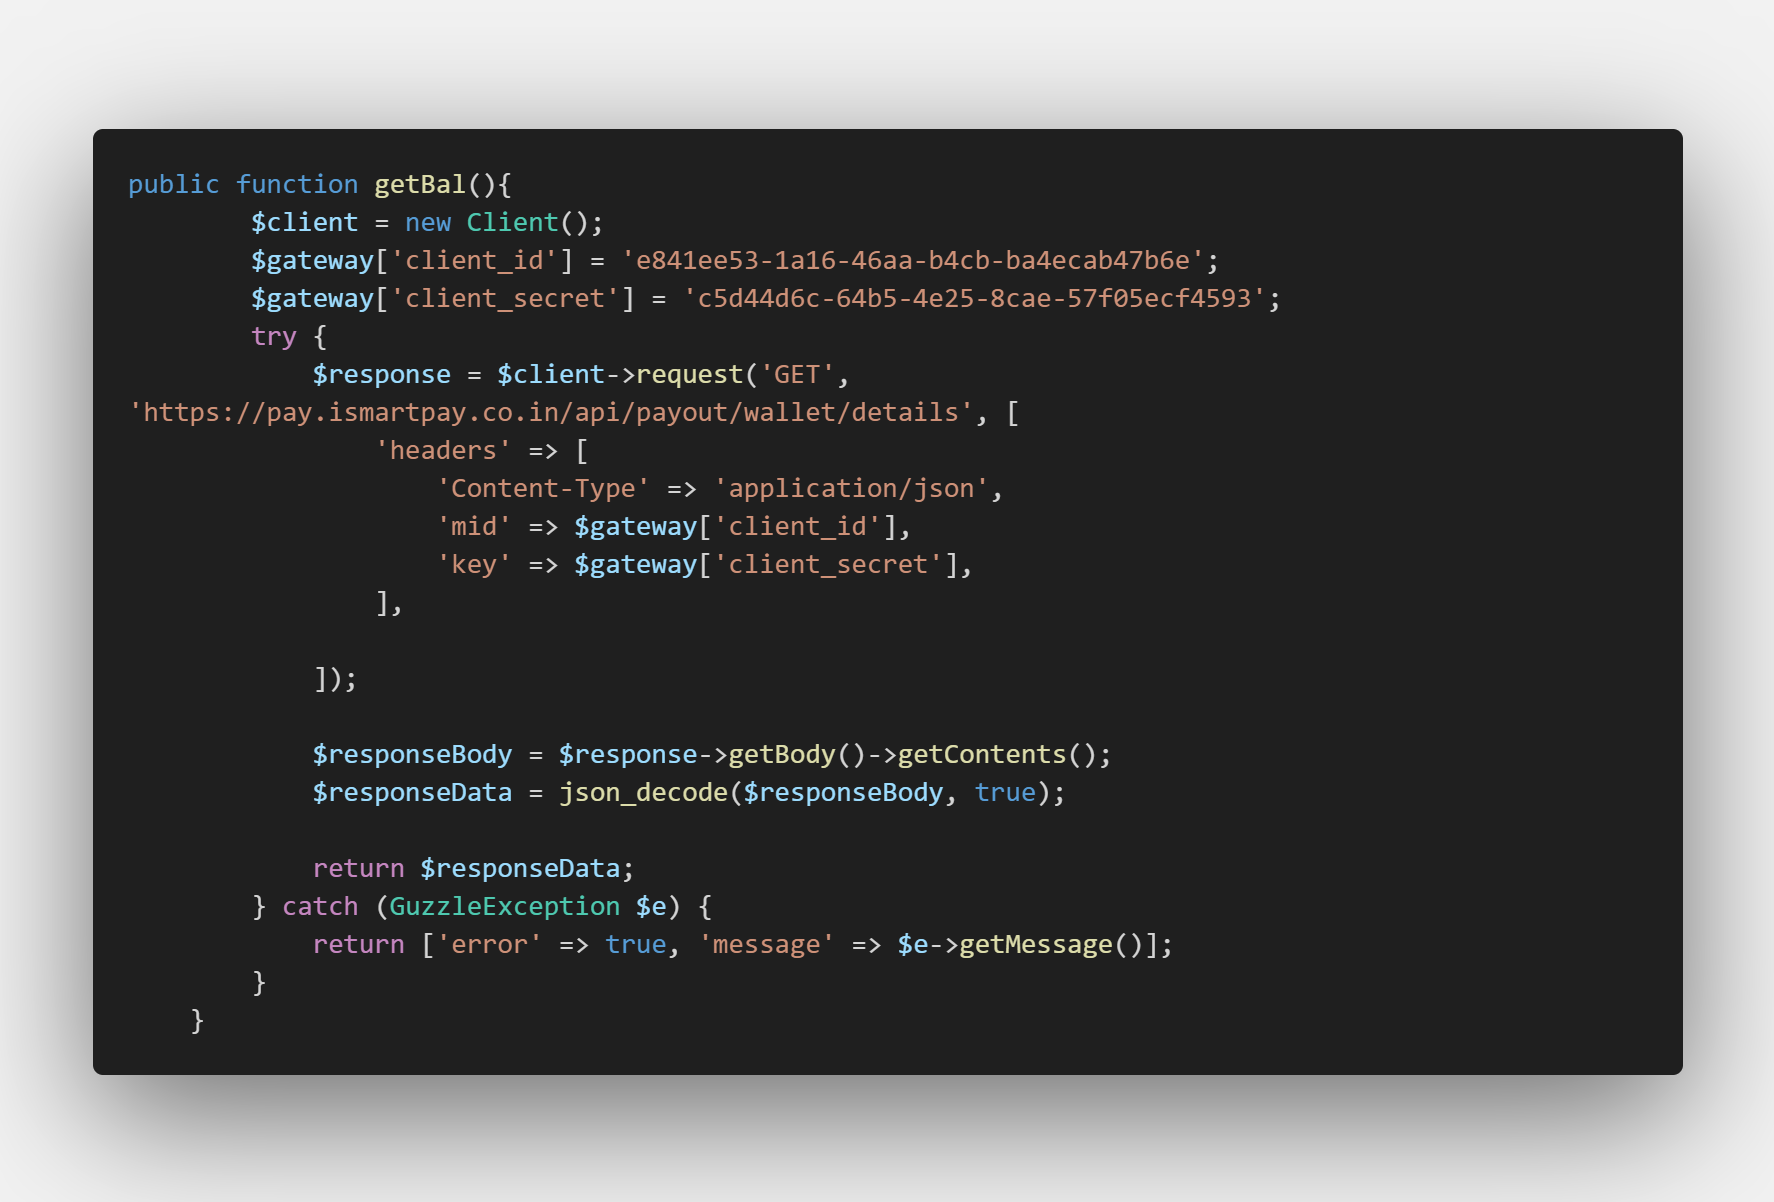 public function getBal(){
        $client = new Client();
        $gateway['client_id'] = 'e841ee53-1a16-46aa-b4cb-ba4ecab47b6e';
        $gateway['client_secret'] = 'c5d44d6c-64b5-4e25-8cae-57f05ecf4593';
        try {
            $response = $client->request('GET',
'https://pay.ismartpay.co.in/api/payout/wallet/details', [
                'headers' => [
                    'Content-Type' => 'application/json',
                    'mid' => $gateway['client_id'],
                    'key' => $gateway['client_secret'],
                ],

            ]);

            $responseBody = $response->getBody()->getContents();
            $responseData = json_decode($responseBody, true);

            return $responseData;
        } catch (GuzzleException $e) {
            return ['error' => true, 'message' => $e->getMessage()];
        }
    }